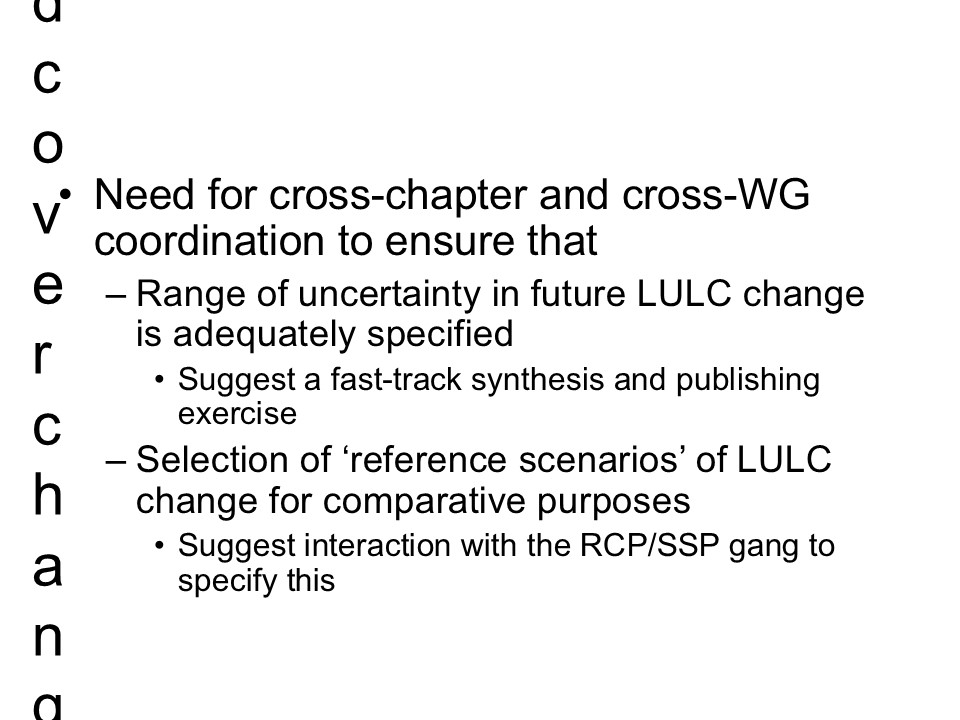 d
c
o
v
e
r
c
h
a
n
g
• Need for cross-chapter and cross-WG
coordination to ensure that
– Range of uncertainty in future LULC change
is adequately specified
• Suggest a fast-track synthesis and publishing
exercise
– Selection of ‘reference scenarios’ of LULC
change for comparative purposes
• Suggest interaction with the RCP/SSP gang to
specify this